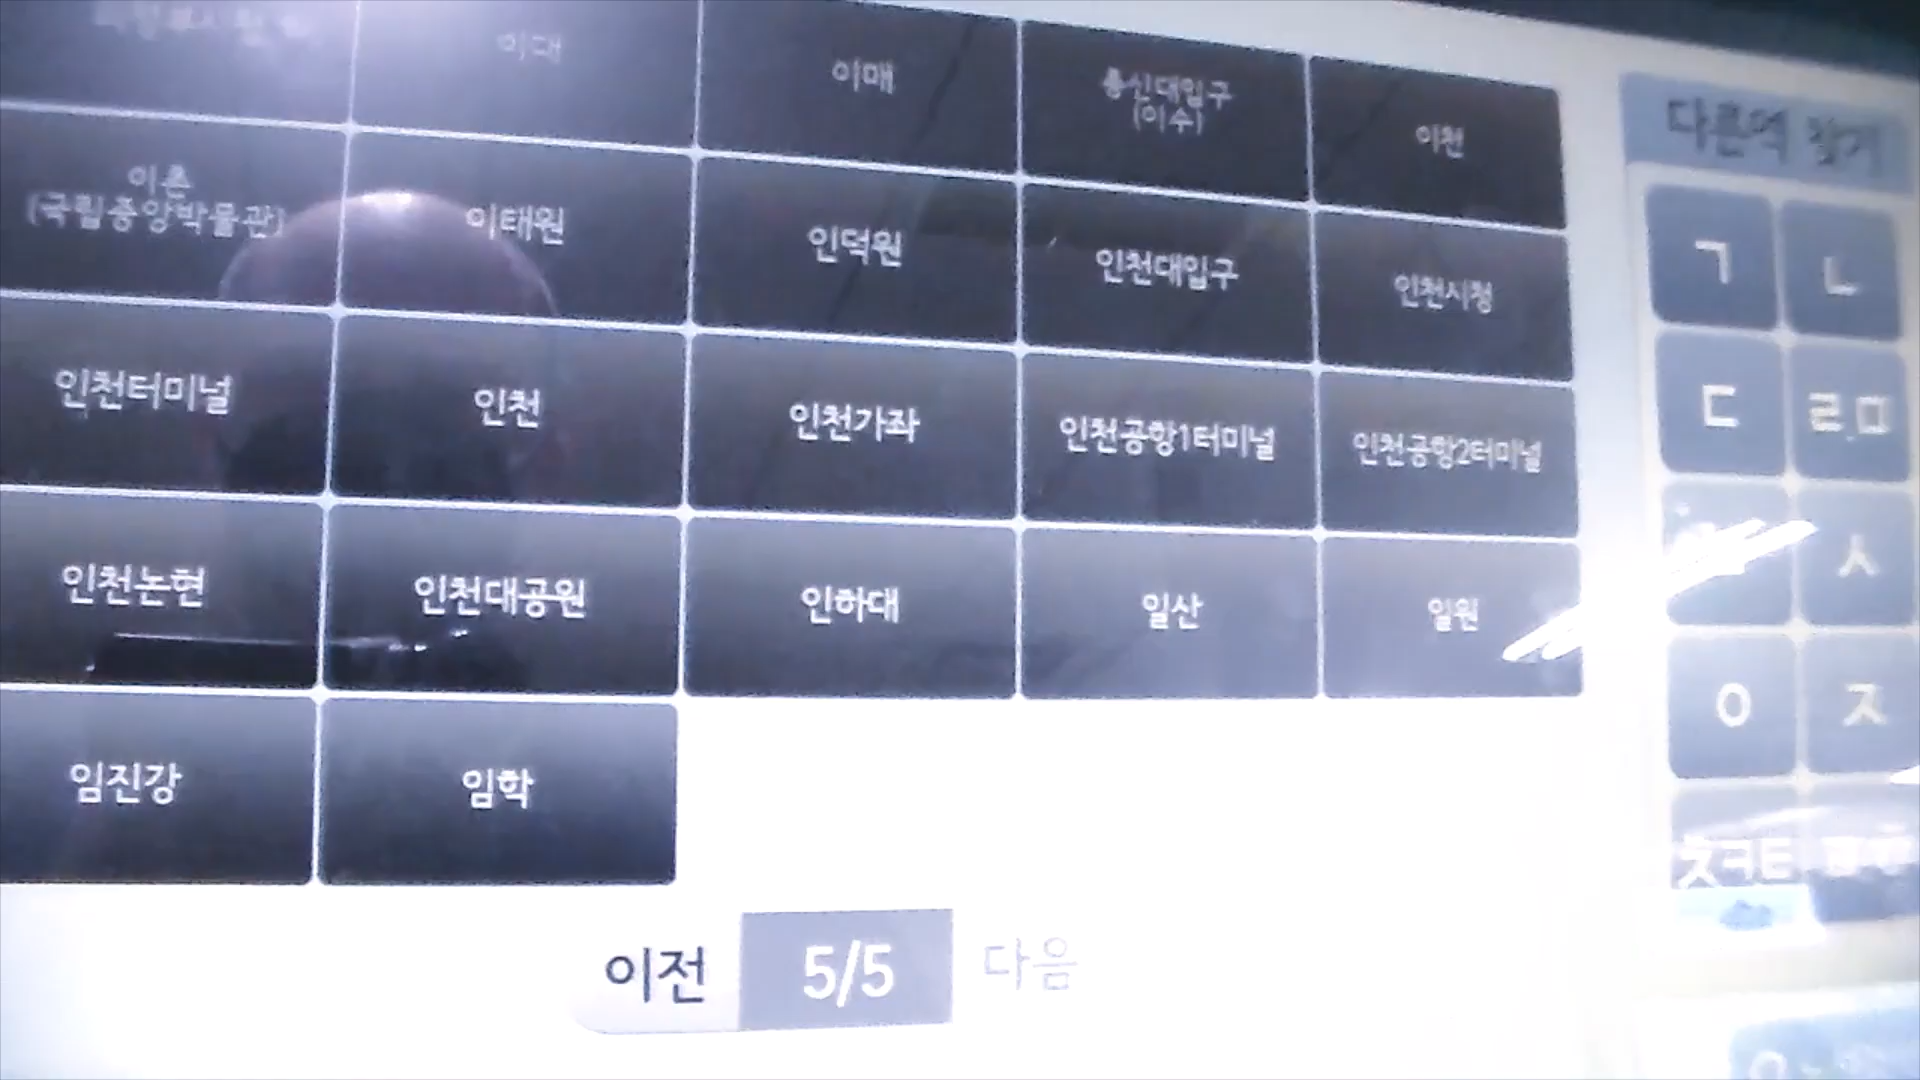 이대
이매
총신대입구
(이수)
이천
이촌
(국립중앙박물관)
이태원
인덕원
인천대입구
인천시청
인천터미널
인천
인천가좌
인천공항1터미널
인천공항2터미널
인천논현
인천대공원
인하대
일산
일원
임진강
임학
이전
5/5
다음
다른역 찾기
ㄱ
ㄴ
ㄷ
ㄹ.ㅁ
ㅅ
ㅇ
ㅈ
ㅊㅋㅌ